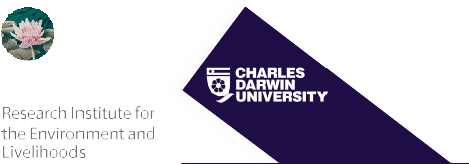 CHARLES
DARWIN
UNIVERSITY
Research Institute for
the Environment and
Livelihoods